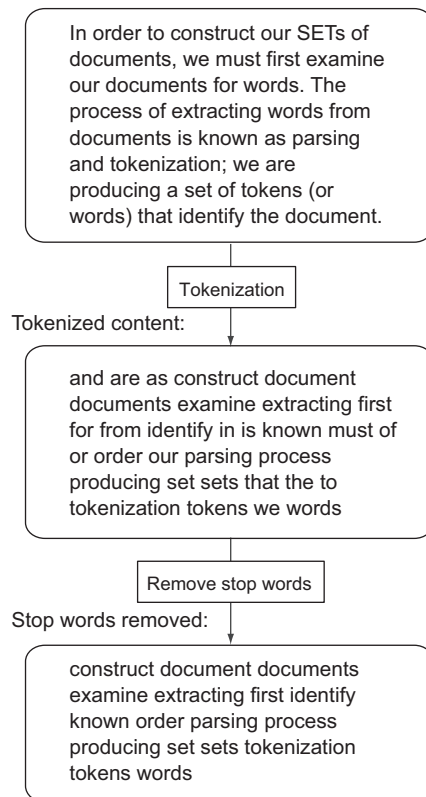 In order to construct our SETs of
documents, we must first examine
our documents for words. The
process of extracting words from
documents is known as parsing
and tokenization; we are
producing a set of tokens (or
words) that identify the document.
Tokenization
Tokenized content:
and are as construct document
documents examine extracting first
for from identify in is known must of
or order our parsing process
producing set sets that the to
tokenization tokens we words
Remove stop words
Stop words removed:
construct document documents
examine extracting first identify
known order parsing process
producing set sets tokenization
tokens words